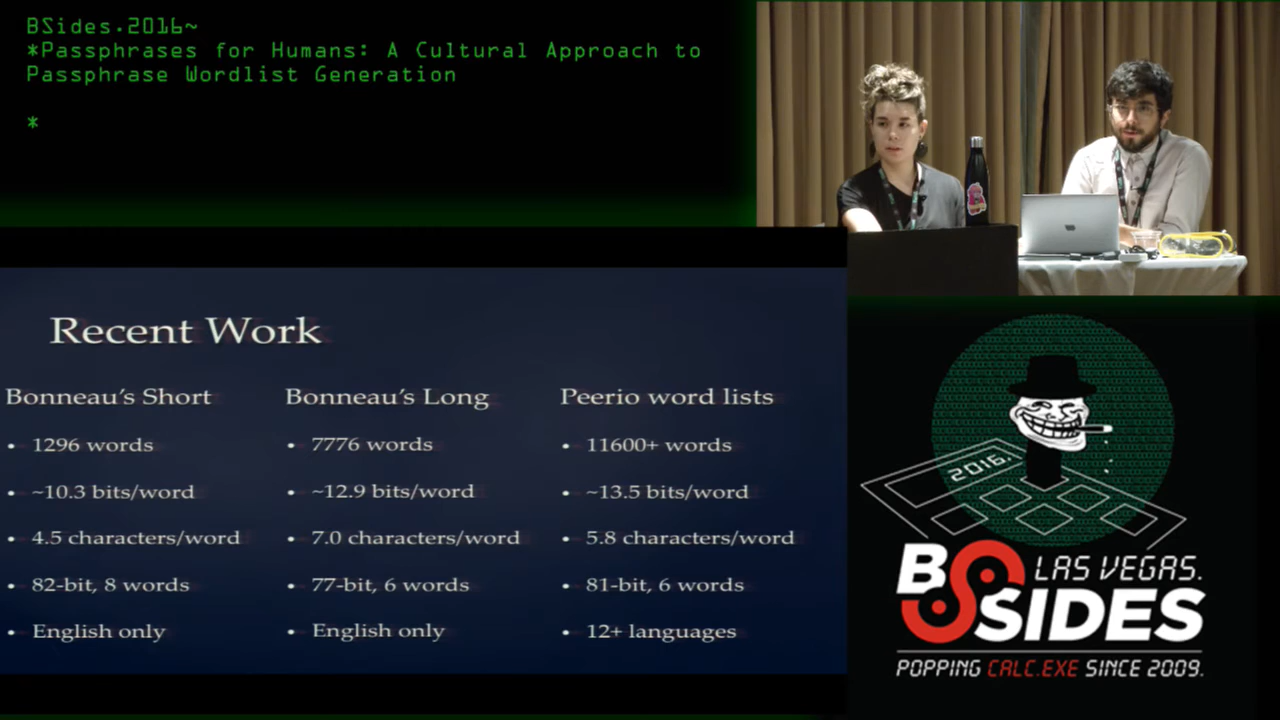 BSides.2016~
*Passphrases for Humans: A Cultural Approach to
Passphrase Wordlist Generation
*
Recent Work
Bonneau's Short
• 1296 words
• ~10.3 bits/word
• 4.5 characters/word
• 82-bit, 8 words
• English only
Bonneau's Long
• 7776 words
• ~12.9 bits/word
• 7.0 characters/word
• 77-bit, 6 words
• English only
Peerio word lists
• 11600+ words
• ~13.5 bits/word
• 5.8 characters/word
• 81-bit, 6 words
• 12+ languages
2016.
BSIDES
LAS VEGAS.
POPPING CALC.EXE SINCE 2009.